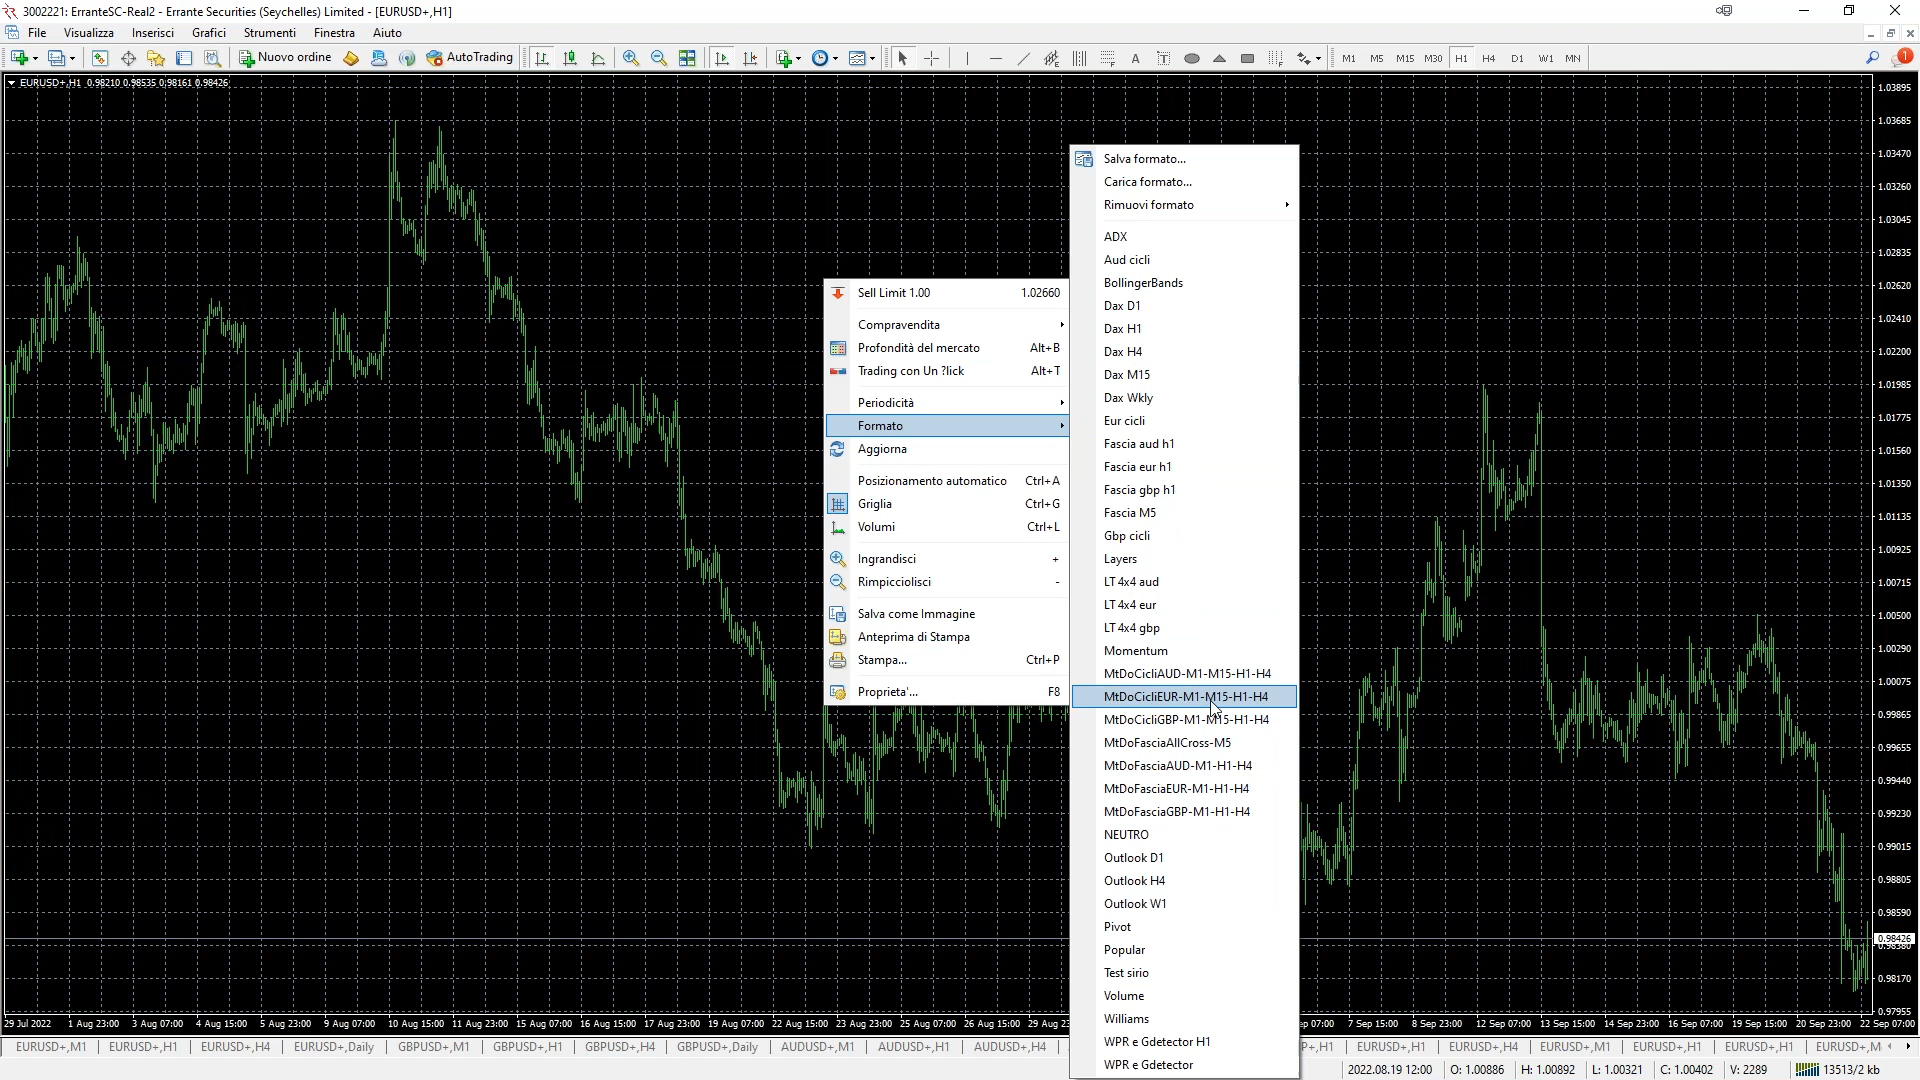 3002221: ErranteSC-Real2 - Errante Securities (Seychelles) Limited - [EURUSD+,H1]
File Visualizza Inserisci Grafici Strumenti Finestra Aiuto
Nuovo ordine AutoTrading A T M1 M5 M15 M30 H1 H4 D1 W1 MN 1
EURUSD+,H1 0.98210 0.98535 0.98161 0.98426
1.03895
1.03685
1.03470
1.03260
1.03045
1.02835
1.02620
1.02410
1.02200
1.01985
1.01775
1.01560
1.01350
1.01135
1.00925
1.00715
1.00500
1.00290
1.00075
0.99865
0.99655
0.99440
0.99230
0.99015
0.98805
0.98590
0.98426
0.98380
0.98170
0.97955
Sell Limit 1.00 1.02660
Compravendita
Profondità del mercato Alt+B
Trading con Un ?lick Alt+T
Periodicità
Formato
Aggiorna
Posizionamento automatico Ctrl+A
Griglia Ctrl+G
Volumi Ctrl+L
Ingrandisci +
Rimpicciolisci -
Salva come Immagine
Anteprima di Stampa
Stampa... Ctrl+P
Proprieta'... F8
Salva formato...
Carica formato...
Rimuovi formato
ADX
Aud cicli
BollingerBands
Dax D1
Dax H1
Dax H4
Dax M15
Dax Wkly
Eur cicli
Fascia aud h1
Fascia eur h1
Fascia gbp h1
Fascia M5
Gbp cicli
Layers
LT 4x4 aud
LT 4x4 eur
LT 4x4 gbp
Momentum
MtDoCicliAUD-M1-M15-H1-H4
MtDoCicliEUR-M1-M15-H1-H4
MtDoCicliGBP-M1-M15-H1-H4
MtDoFasciaAllCross-M5
MtDoFasciaAUD-M1-H1-H4
MtDoFasciaEUR-M1-H1-H4
MtDoFasciaGBP-M1-H1-H4
NEUTRO
Outlook D1
Outlook H4
Outlook W1
Pivot
Popular
Test sirio
Volume
Williams
WPR e Gdetector H1
WPR e Gdetector
29 Jul 2022 1 Aug 23:00 3 Aug 07:00 4 Aug 15:00 5 Aug 23:00 9 Aug 07:00 10 Aug 15:00 11 Aug 23:00 15 Aug 07:00 16 Aug 15:00 17 Aug 23:00 19 Aug 07:00 22 Aug 15:00 23 Aug 23:00 25 Aug 07:00 26 Aug 15:00 29 Aug 23 p 07:00 7 Sep 15:00 8 Sep 23:00 12 Sep 07:00 13 Sep 15:00 14 Sep 23:00 16 Sep 07:00 19 Sep 15:00 20 Sep 23:00 22 Sep 07:00
EURUSD+,M1 EURUSD+,H1 EURUSD+,H4 EURUSD+,Daily GBPUSD+,M1 GBPUSD+,H1 GBPUSD+,H4 GBPUSD+,Daily AUDUSD+,M1 AUDUSD+,H1 AUDUSD+,H4 P+,H1 EURUSD+,H1 EURUSD+,H4 EURUSD+,M1 EURUSD+,H1 EURUSD+,H1 EURUSD+,M
2022.08.19 12:00 O: 1.00886 H: 1.00892 L: 1.00321 C: 1.00402 V: 2289 13513/2 kb